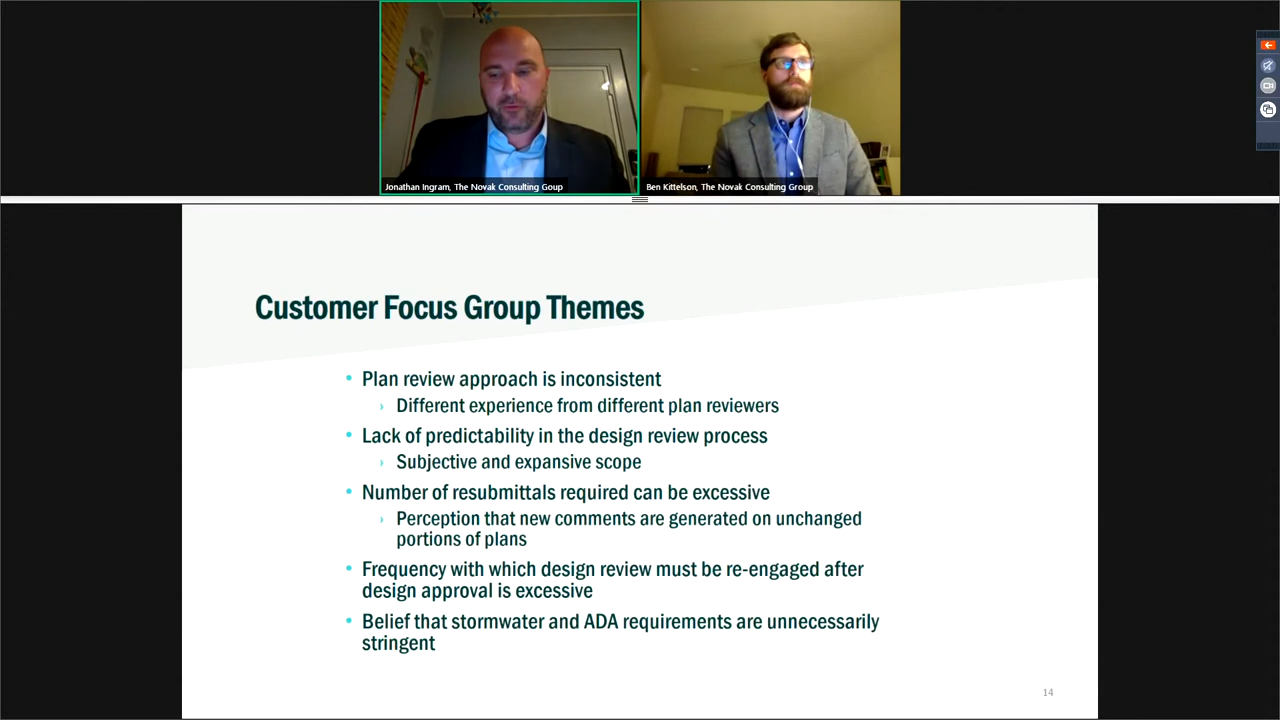 Jonathan Ingram, The Novak Consulting Goup
Ben Kittelson, The Novak Consulting Group
Customer Focus Group Themes
• Plan review approach is inconsistent
› Different experience from different plan reviewers
• Lack of predictability in the design review process
› Subjective and expansive scope
• Number of resubmittals required can be excessive
› Perception that new comments are generated on unchanged
portions of plans
• Frequency with which design review must be re-engaged after
design approval is excessive
• Belief that stormwater and ADA requirements are unnecessarily
stringent
14